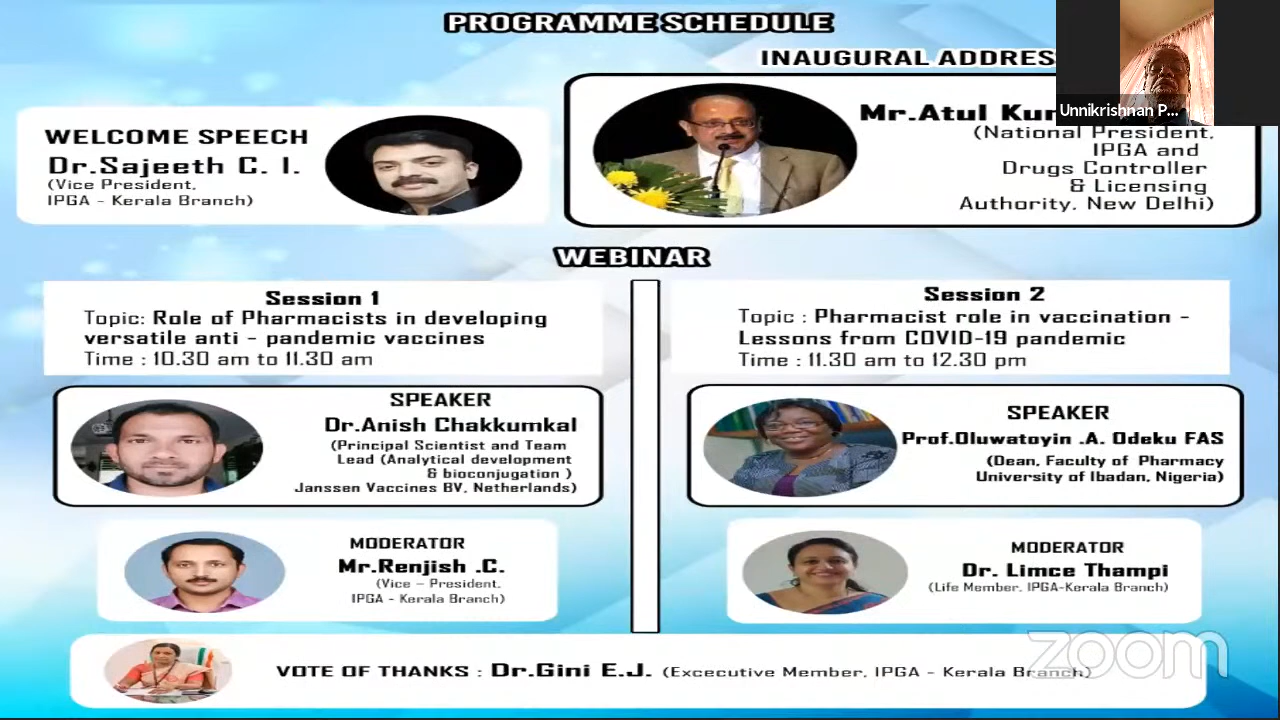 PROGRAMME SCHEDULE
INAUGURAL ADDRES
WELCOME SPEECH
Dr.Sajeeth C. I.
(Vice President,
IPGA - Kerala Branch)
Mr.Atul Kur
(National President,
IPGA and
Drugs Controller
& Licensing
Authority, New Delhi)
Unnikrishnan P...
WEBINAR
Session 1
Topic: Role of Pharmacists in developing
versatile anti - pandemic vaccines
Time : 10.30 am to 11.30 am
SPEAKER
Dr.Anish Chakkumkal
(Principal Scientist and Team
Lead (Analytical development
& bioconjugation )
Janssen Vaccines BV, Netherlands)
MODERATOR
Mr.Renjish .C.
(Vice – President,
IPGA - Kerala Branch)
Session 2
Topic : Pharmacist role in vaccination -
Lessons from COVID-19 pandemic
Time : 11.30 am to 12.30 pm
SPEAKER
Prof.Oluwatoyin .A. Odeku FAS
(Dean, Faculty of Pharmacy
University of Ibadan, Nigeria)
MODERATOR
Dr. Limce Thampi
(Life Member, IPGA-Kerala Branch)
VOTE OF THANKS : Dr.Gini E.J. (Excecutive Member, IPGA - Kerala Branch)
zoom